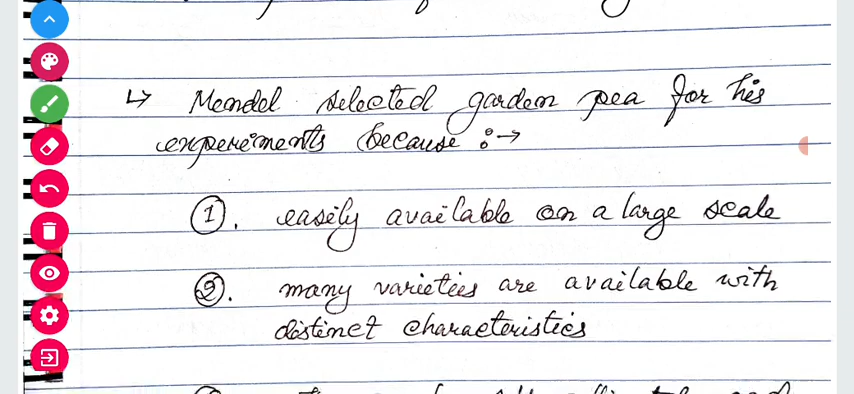 ↳ Mendel selected garden pea for his
experiments because :→
①. easily available on a large scale
②. many varieties are available with
distinct characteristics